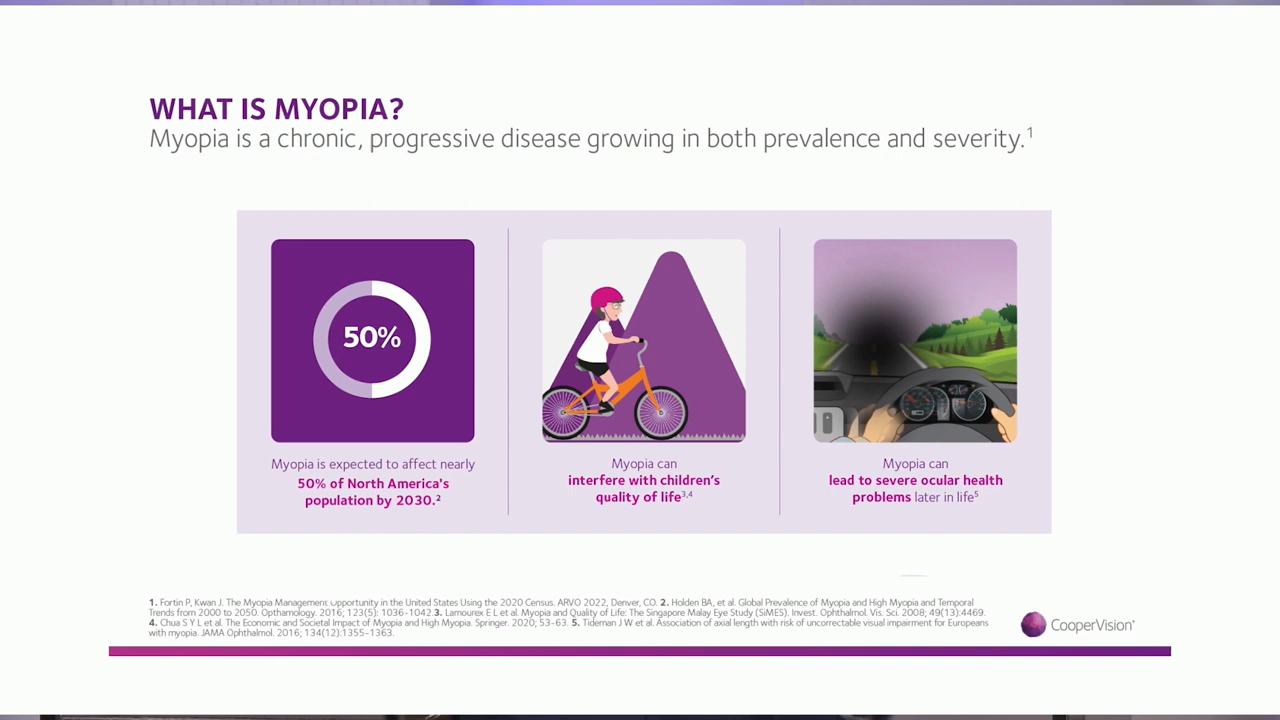 WHAT IS MYOPIA?
Myopia is a chronic, progressive disease growing in both prevalence and severity.1
50%
Myopia is expected to affect nearly
50% of North America's
population by 2030.2
Myopia can
interfere with children's
quality of life3,4
Myopia can
lead to severe ocular health
problems later in life5
1. Fortin P, Kwan J. The Myopia Management Opportunity in the United States Using the 2020 Census. ARVO 2022, Denver, CO. 2. Holden BA, et al. Global Prevalence of Myopia and High Myopia and Temporal
Trends from 2000 to 2050. Opthamology. 2016; 123(5): 1036-1042 3. Lamourex E L et al. Myopia and Quality of Life: The Singapore Malay Eye Study (SiMES). Invest. Ophthalmol. Vis. Sci. 2008; 49(13):4469.
4. Chua S Y L et al. The Economic and Societal Impact of Myopia and High Myopia. Springer. 2020; 53-63. 5. Tideman J W et al. Association of axial length with risk of uncorrectable visual impairment for Europeans
with myopia. JAMA Ophthalmol. 2016; 134(12):1355-1363.
CooperVision